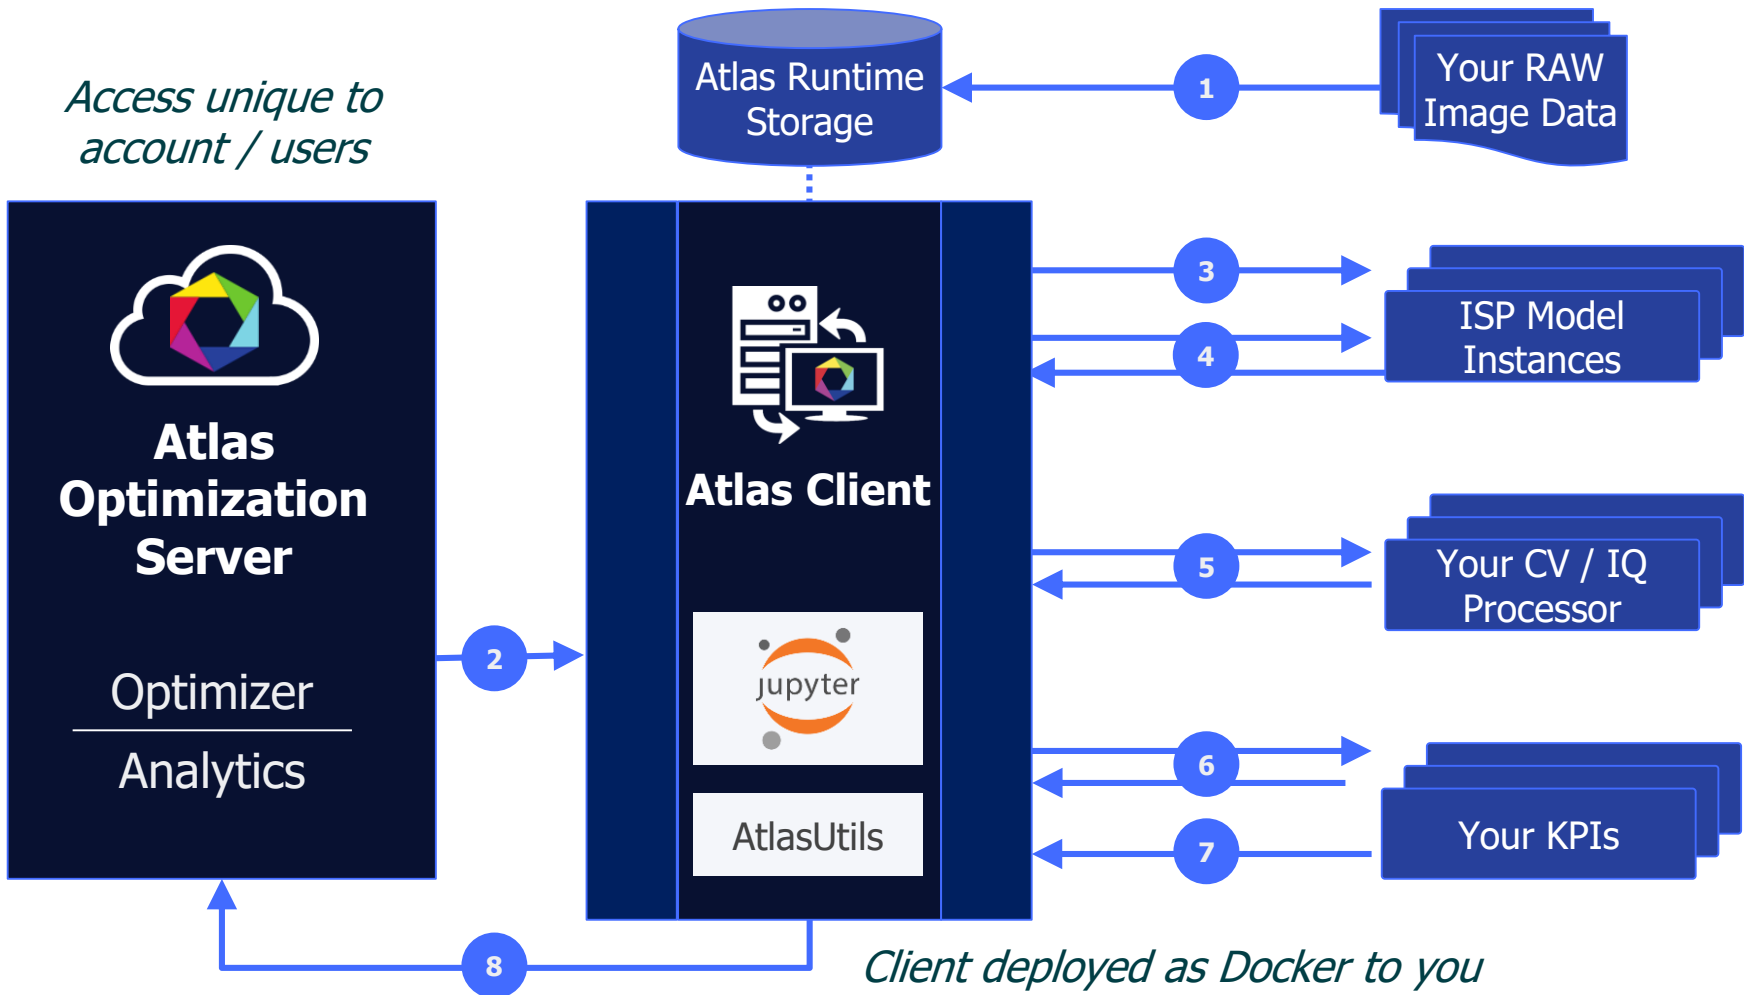 Access unique to
account / users
Atlas Runtime
Storage
1
Your RAW
Image Data
Atlas
Optimization
Server
Optimizer
Analytics
2
Atlas Client
jupyter
AtlasUtils
3
4
ISP Model
Instances
5
Your CV / IQ
Processor
6
7
Your KPIs
8
Client deployed as Docker to you